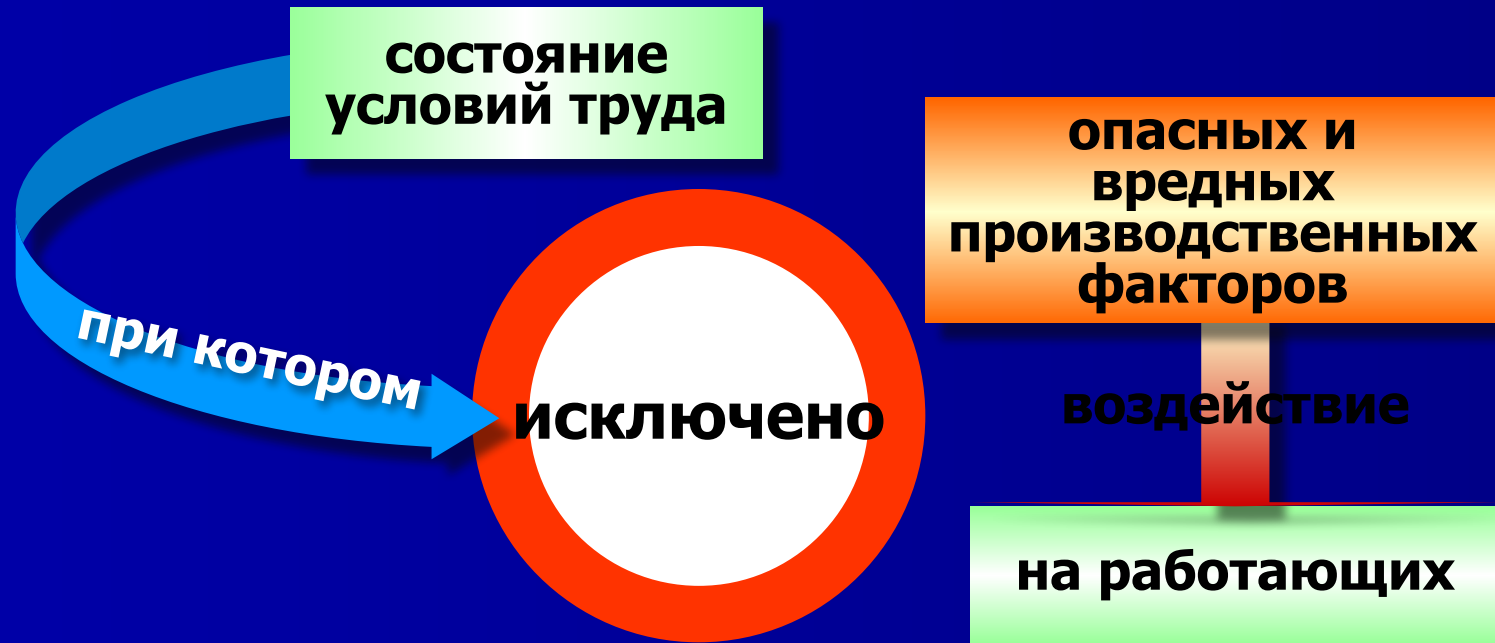 состояние
условий труда
при котором
исключено
опасных и
вредных
производственных
факторов
воздействие
на работающих